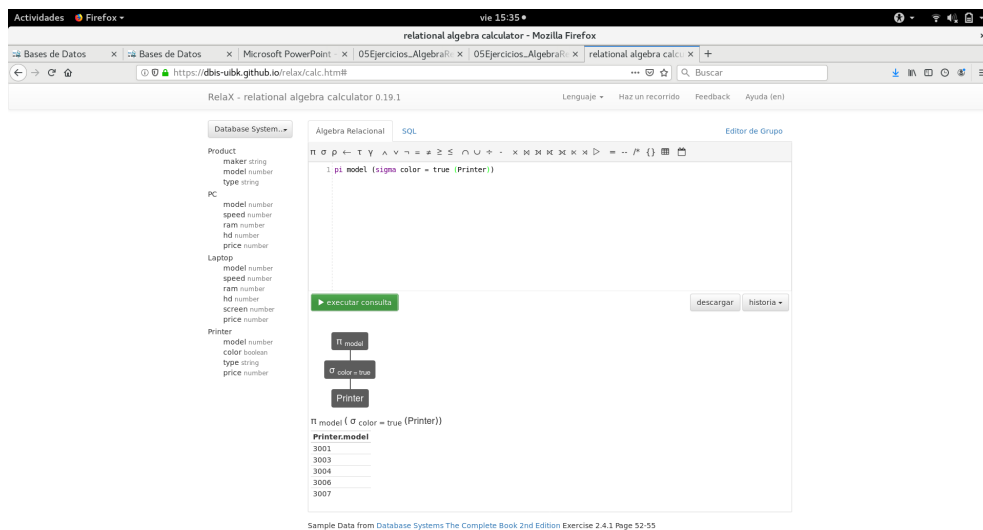 Actividades Firefox ▾ vie 15:35 ●
relational algebra calculator - Mozilla Firefox
Bases de Datos × Bases de Datos × Microsoft PowerPoint - × 05Ejercicios_AlgebraRe × 05Ejercicios_AlgebraRe × relational algebra calcu × +
https://dbis-uibk.github.io/relax/calc.htm# Buscar
RelaX - relational algebra calculator 0.19.1 Lenguaje ▾ Haz un recorrido Feedback Ayuda (en)
Database System... ▾ Álgebra Relacional SQL Editor de Grupo
π σ ρ ← τ γ ∧ ∨ ¬ = ≠ ≥ ≤ ∩ ∪ ÷ - × ⨝ ⟕ ⟖ ⟗ ⋉ ⋊ ▷ = -- /* {}
1 pi model (sigma color = true (Printer))
Product
maker string
model number
type string
PC
model number
speed number
ram number
hd number
price number
Laptop
model number
speed number
ram number
hd number
screen number
price number
Printer
model number
color boolean
type string
price number
▶ executar consulta descargar historia ▾
π model
σ color = true
Printer
π model ( σ color = true (Printer))
Printer.model
3001
3003
3004
3006
3007
Sample Data from Database Systems The Complete Book 2nd Edition Exercise 2.4.1 Page 52-55